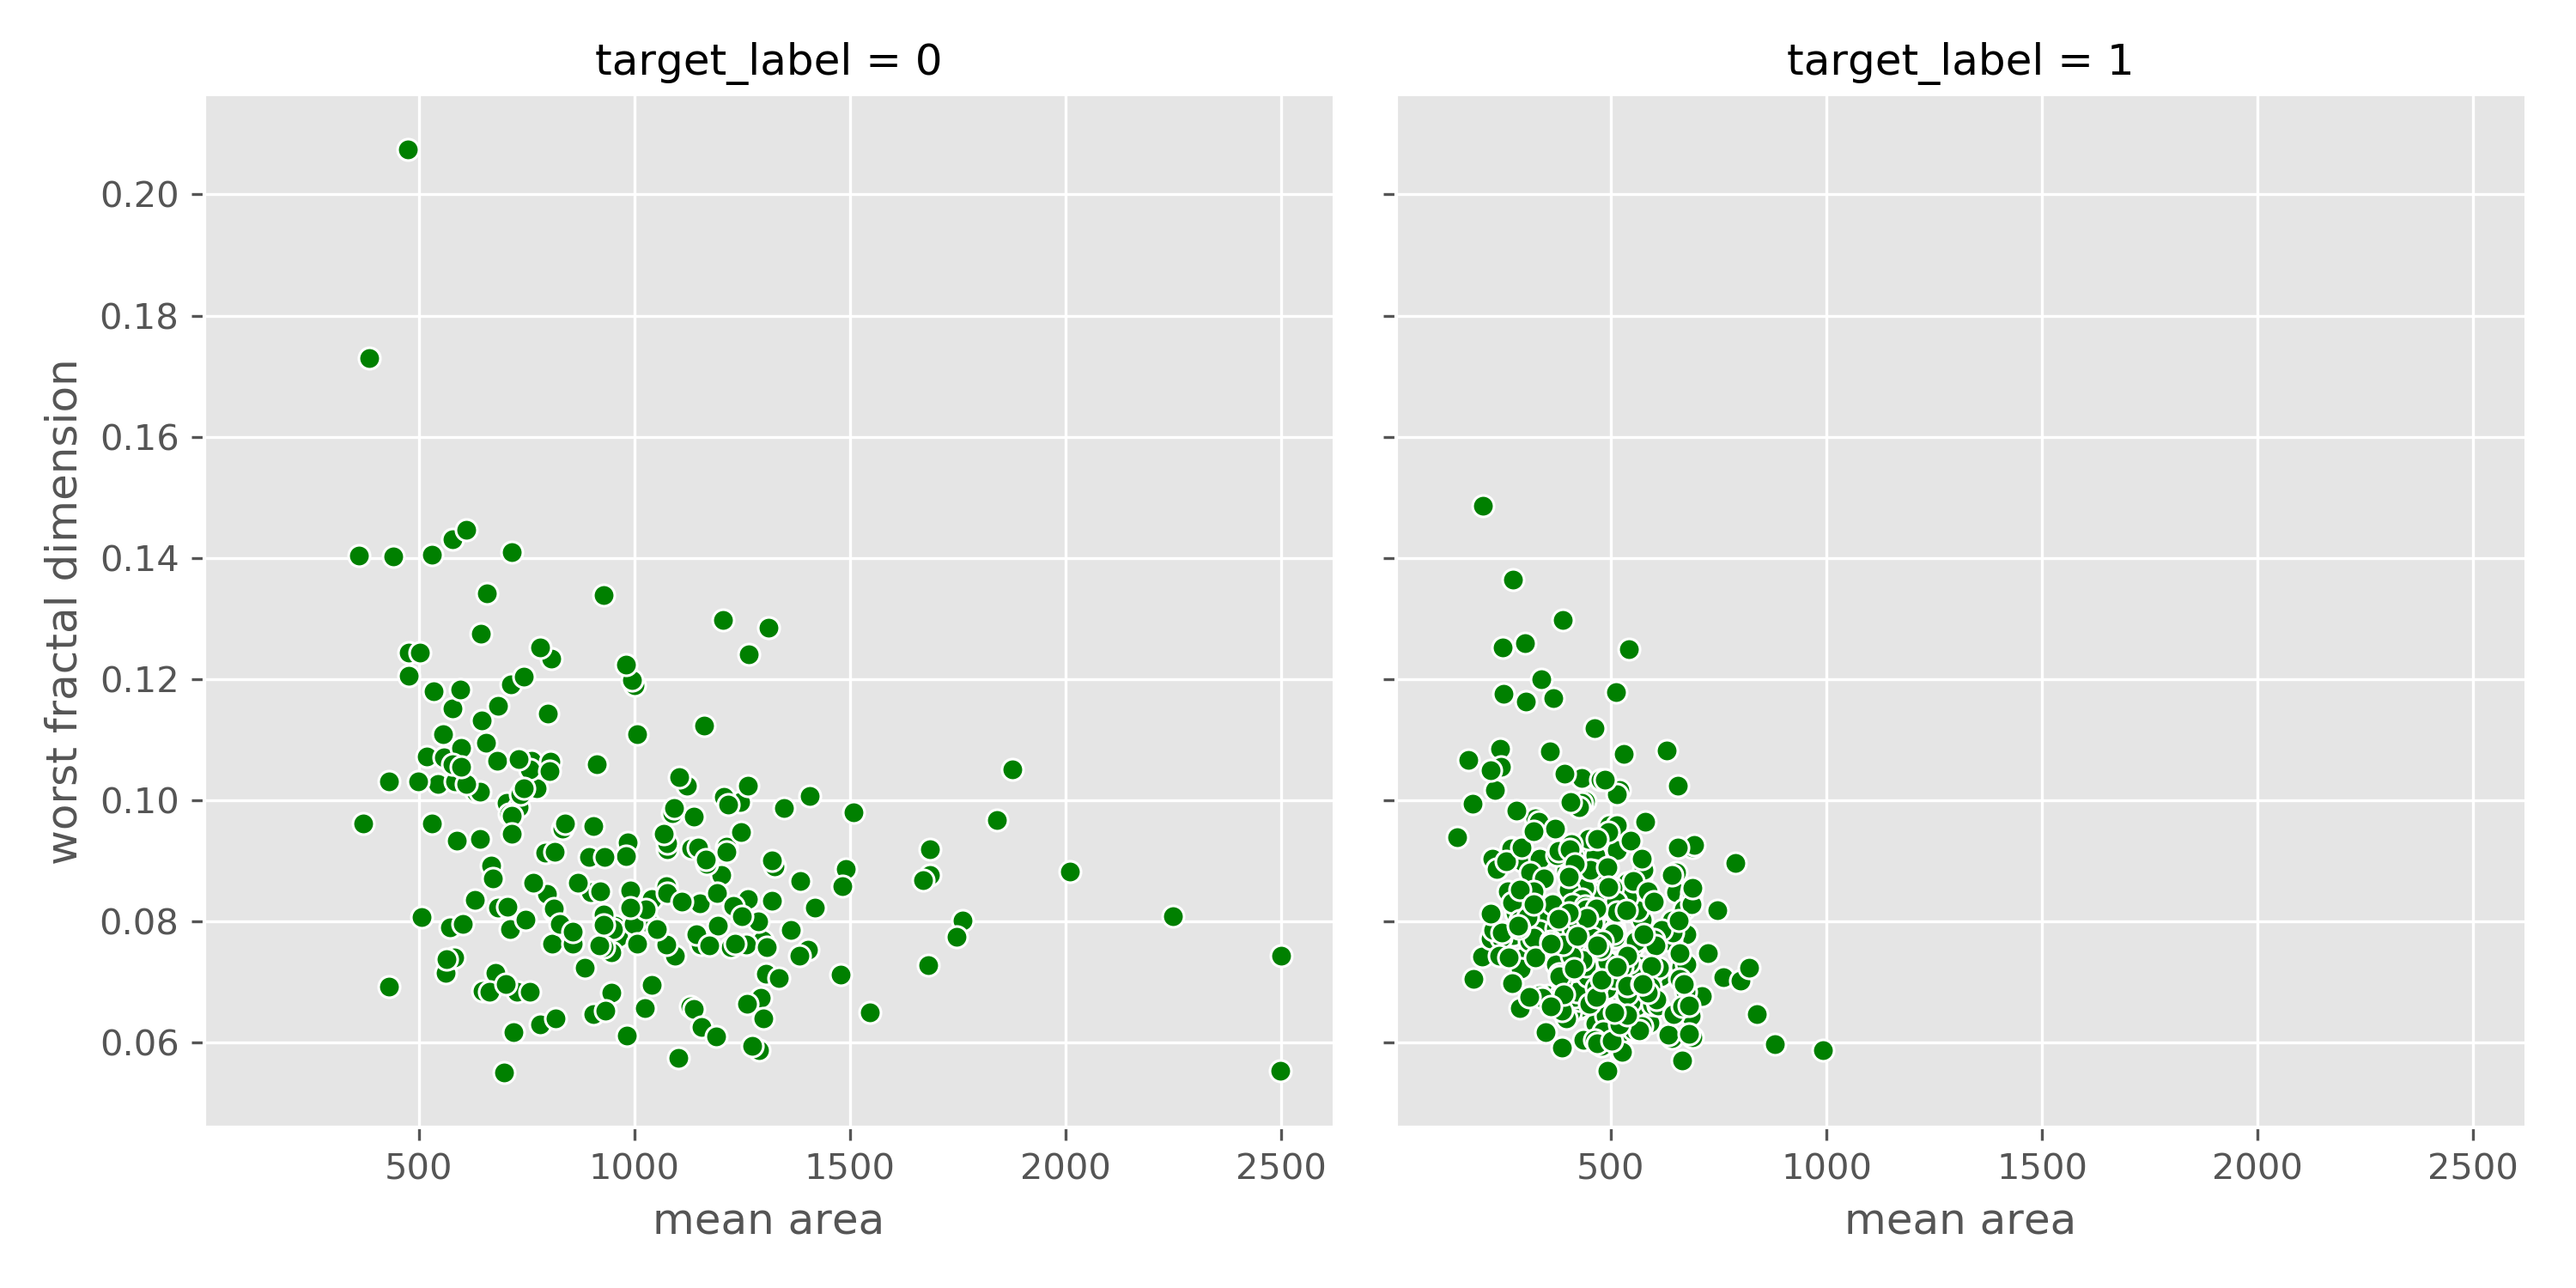 target_label = 0
target_label = 1
worst fractal dimension
0.20
0.18
0.16
0.14
0.12
0.10
0.08
0.06
500 1000 1500 2000 2500
500 1000 1500 2000 2500
mean area
mean area